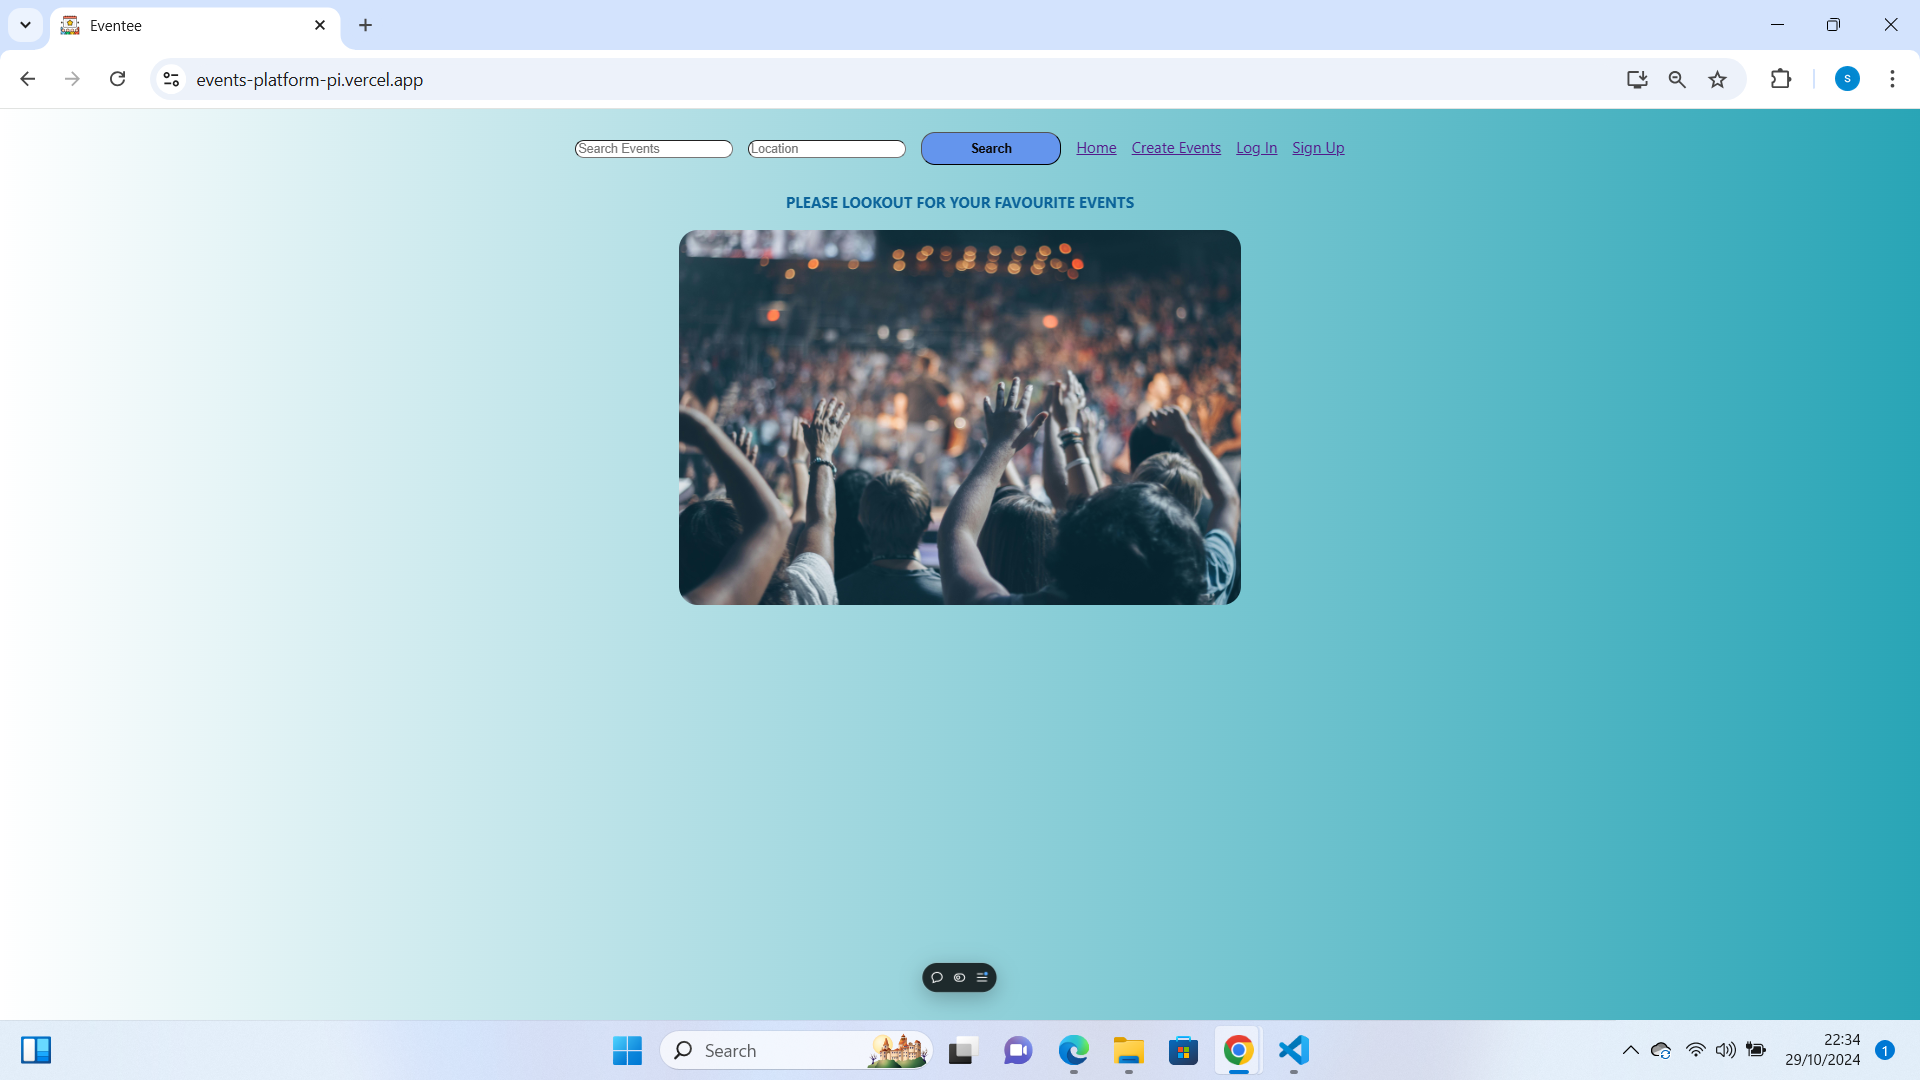 Eventee
events-platform-pi.vercel.app
s
Search Events
Location
Search
Home
Create Events
Log In
Sign Up
PLEASE LOOKOUT FOR YOUR FAVOURITE EVENTS
Search
22:34
29/10/2024
1